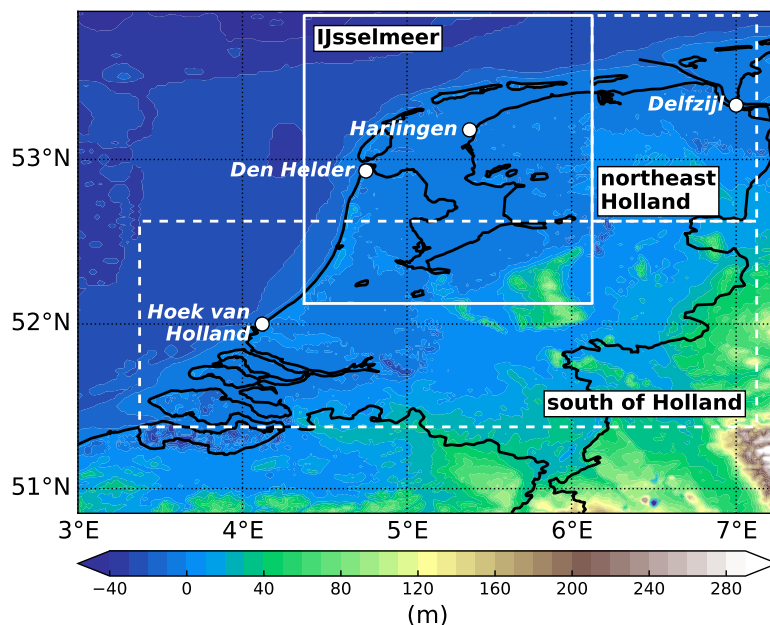 IJsselmeer
Delfzijl
Harlingen
53°N
Den Helder
northeast
Holland
Hoek van
Holland
52°N
south of Holland
51°N
3°E
4°E
5°E
6°E
7°E
−40
0
40
80
120
160
200
240
280
(m)